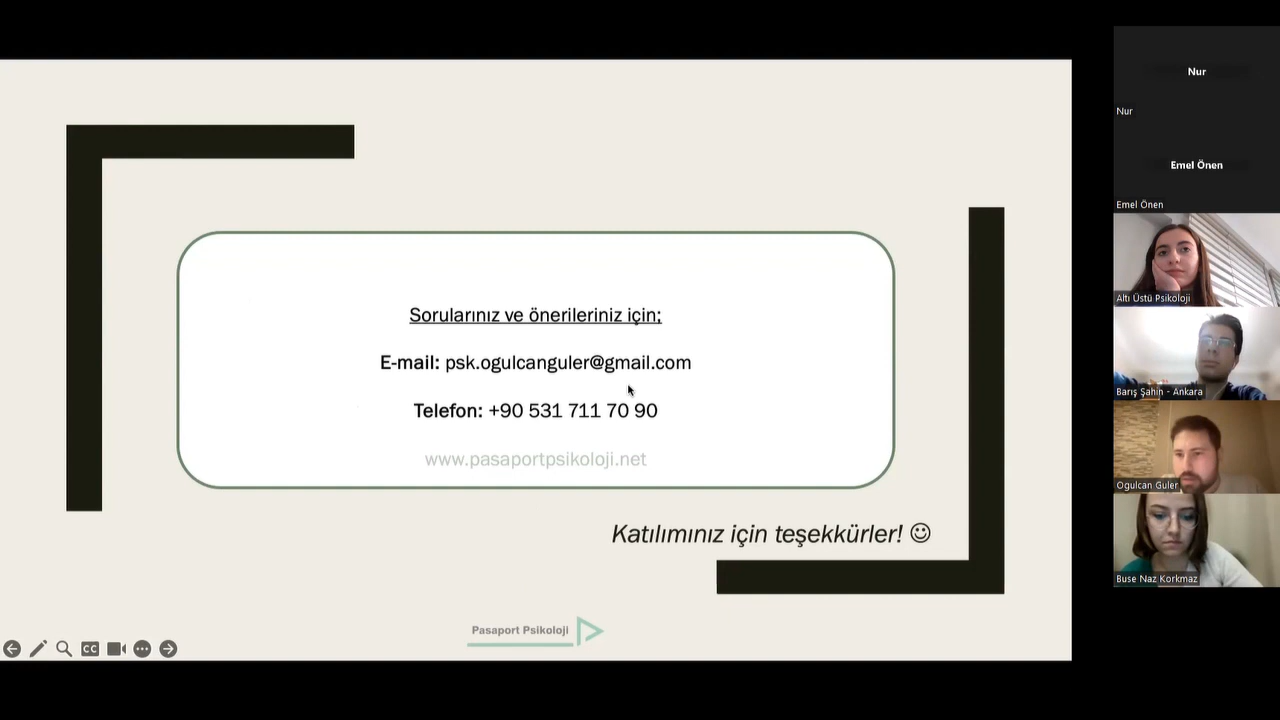 Sorularınız ve önerileriniz için;
E-mail: psk.ogulcanguler@gmail.com
Telefon: +90 531 711 70 90
www.pasaportpsikoloji.net
Katılımınız için teşekkürler! ☺
Pasaport Psikoloji
CC
Nur
Nur
Emel Önen
Emel Önen
Altı Üstü Psikoloji
Barış Şahin - Ankara
Ogulcan Guler
Buse Naz Korkmaz